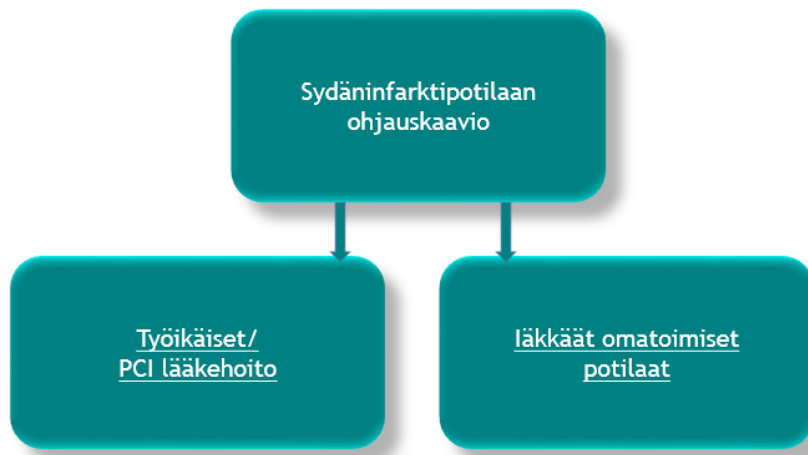 Sydäninfarktipotilaan
ohjauskaavio
Työikäiset/
PCI lääkehoito
Iäkkäät omatoimiset
potilaat